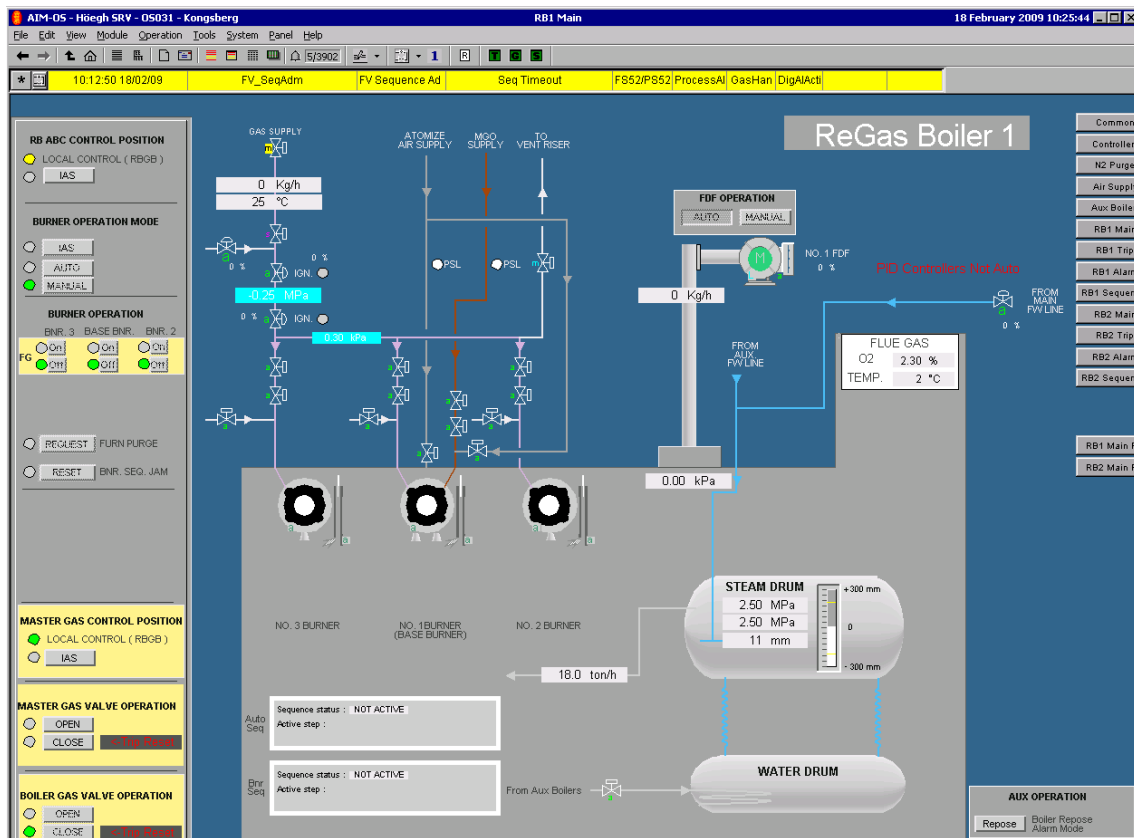 AIM-OS - Höegh SRV - OS031 - Kongsberg
RB1 Main
18 February 2009 10:25:44
File Edit View Module Operation Tools System Panel Help
5/3902
1
R
T G S
*
10:12:50 18/02/09
FV_SeqAdm
FV Sequence Ad
Seq Timeout
FS52/PS52
ProcessAl
GasHan
DigAlActi
RB ABC CONTROL POSITION
LOCAL CONTROL ( RBGB )
IAS
BURNER OPERATION MODE
IAS
AUTO
MANUAL
BURNER OPERATION
BNR. 3 BASE BNR. BNR. 2
On On On
FG
Off Off Off
REQUEST FURN PURGE
RESET BNR. SEQ. JAM
MASTER GAS CONTROL POSITION
LOCAL CONTROL ( RBGB )
IAS
MASTER GAS VALVE OPERATION
OPEN
CLOSE
BOILER GAS VALVE OPERATION
OPEN
CLOSE
GAS SUPPLY
m
0 Kg/h
25 °C
0 %
a
0 %
a IGN.
-0.25 MPa
0 % a IGN.
0.30 kPa
ATOMIZE
AIR SUPPLY
MGO
SUPPLY
TO
VENT RISER
PSL
PSL
m
ReGas Boiler 1
FDF OPERATION
AUTO MANUAL
M
NO. 1 FDF
0 %
0 Kg/h
PID Controllers Not Auto
FROM
MAIN
FW LINE
0 %
FROM
AUX
FW LINE
FLUE GAS
O2 2.30 %
TEMP. 2 °C
0.00 kPa
NO. 3 BURNER
NO. 1BURNER
(BASE BURNER)
NO. 2 BURNER
STEAM DRUM
2.50 MPa
2.50 MPa
11 mm
+300 mm
0
- 300 mm
18.0 ton/h
Auto
Seq
Sequence status : NOT ACTIVE
Active step :
Bnr
Seq
Sequence status : NOT ACTIVE
Active step :
From Aux Boilers
WATER DRUM
Common
Controller
N2 Purge
Air Supply
Aux Boile
RB1 Main
RB1 Trip
RB1 Alarm
RB1 Sequen
RB2 Main
RB2 Trip
RB2 Alarm
RB2 Sequen
RB1 Main F
RB2 Main F
AUX OPERATION
Repose
Boiler Repose
Alarm Mode